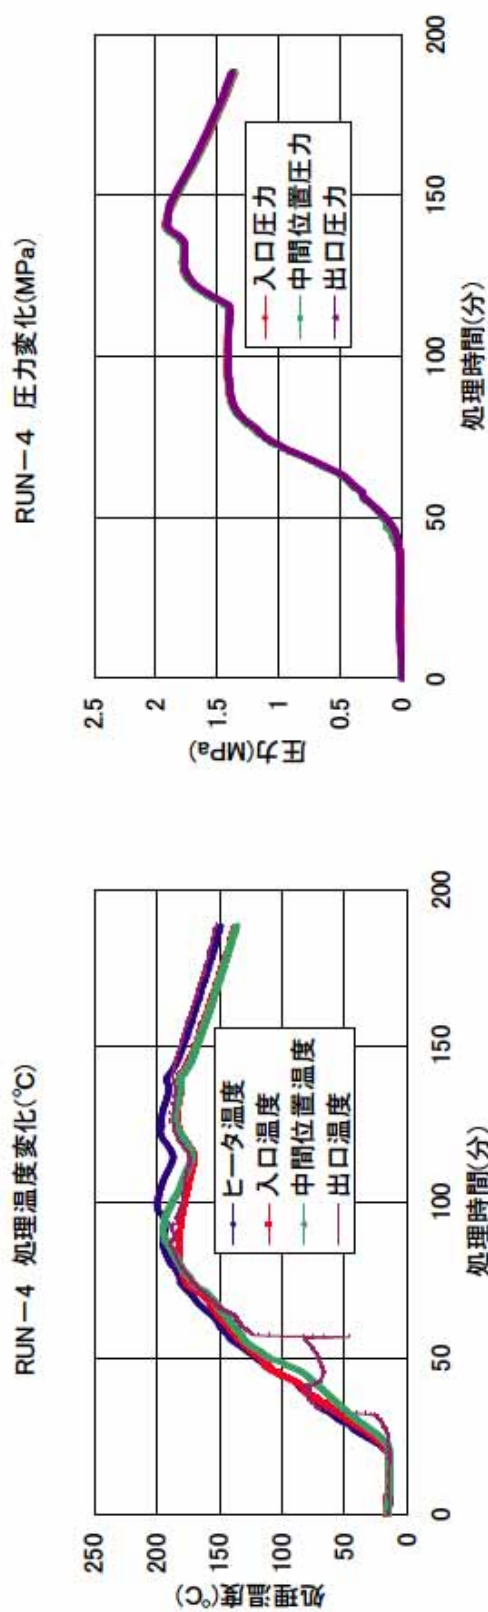 RUN－4 処理温度変化(℃)
250
200
150
100
50
0
処理温度(℃)
ヒータ温度
入口温度
中間位置温度
出口温度
0
50
100
150
200
処理時間(分)
RUN－4 圧力変化(MPa)
2.5
2
1.5
1
0.5
0
圧力(MPa)
入口圧力
中間位置圧力
出口圧力
0
50
100
150
200
処理時間(分)